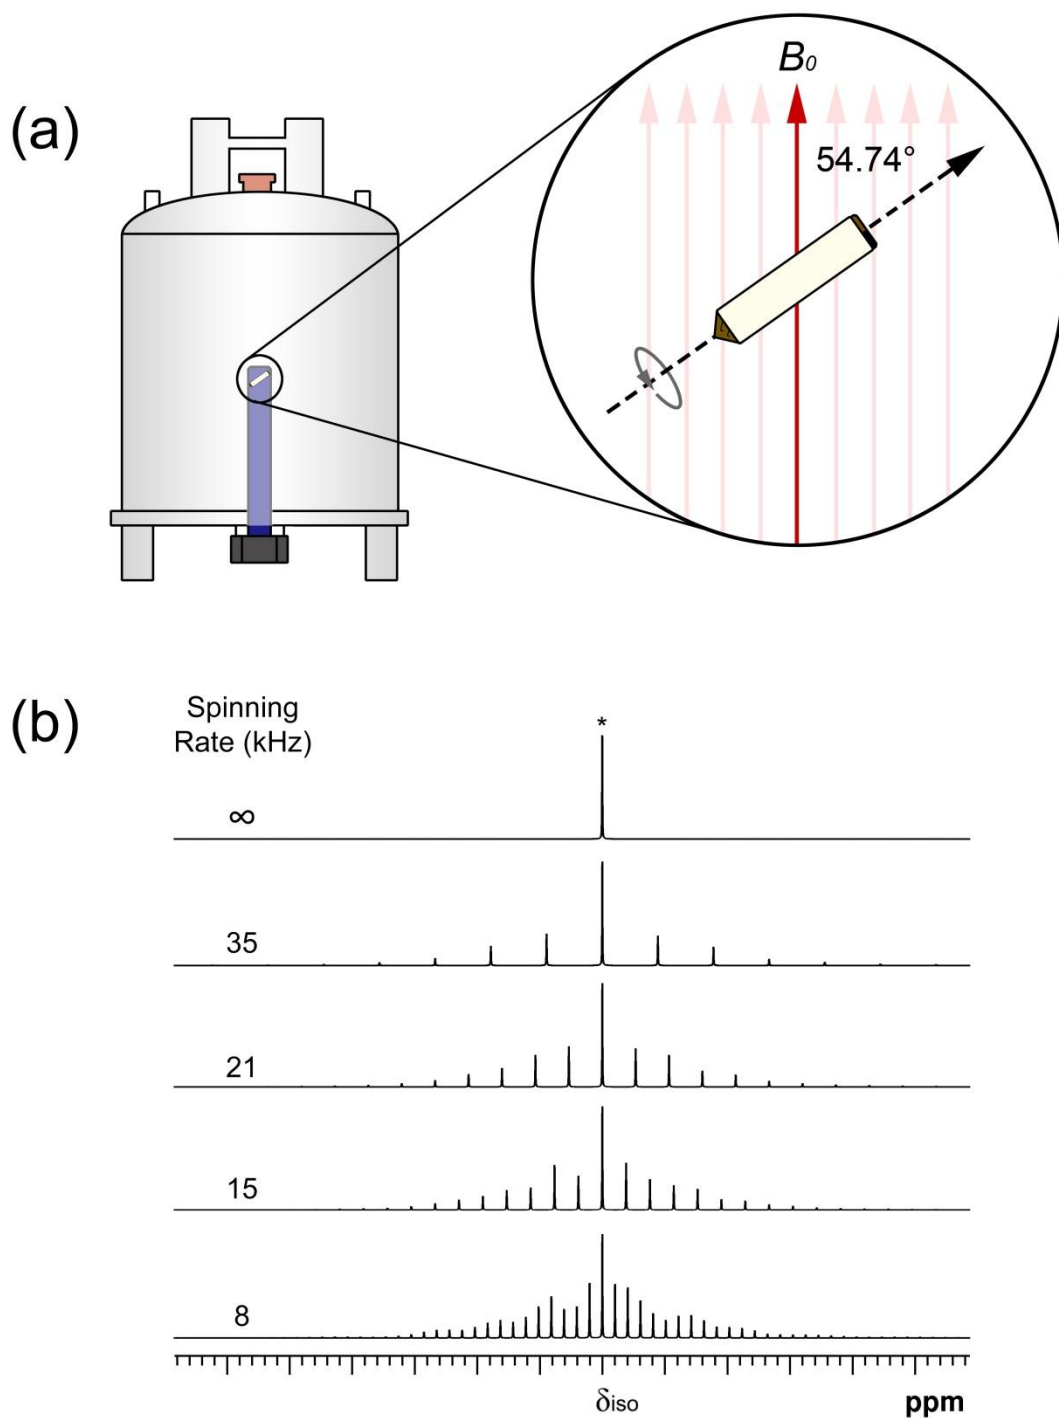 (a)
B0
54.74°
(b)
Spinning
Rate (kHz)
*
∞
35
21
15
8
δiso
ppm